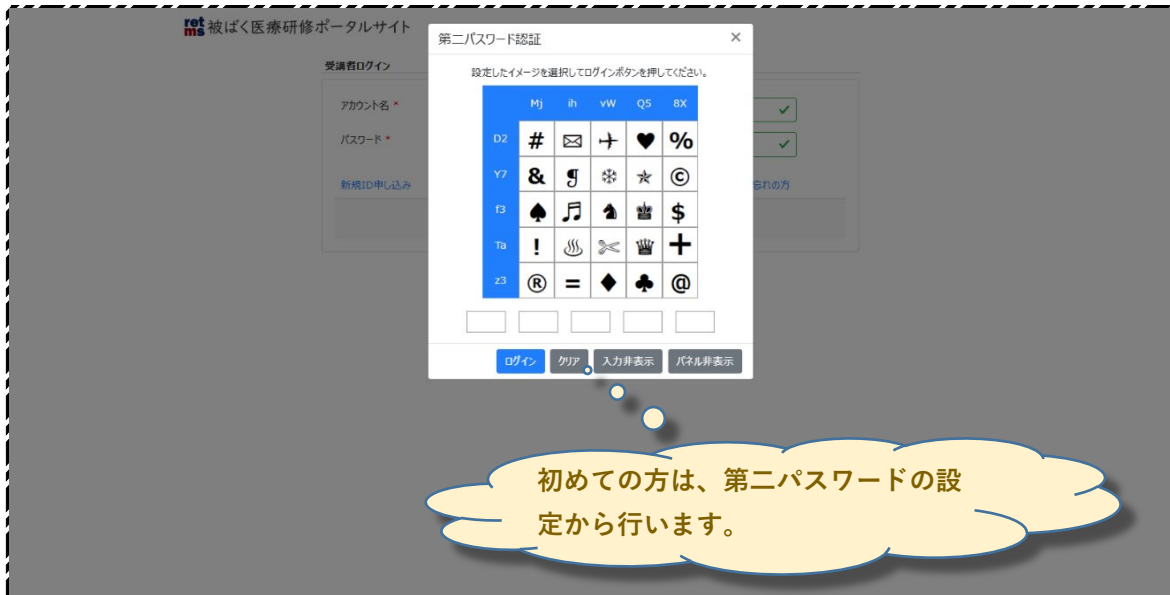 retms 被ばく医療研修ポータルサイト
受講者ログイン
アカウント名 *
パスワード *
新規ID申し込み
忘れの方
第二パスワード認証 ×
設定したイメージを選択してログインボタンを押してください。
Mj ih vW Q5 8X
D2 # ✉ ✈ ♥ %
Y7 & ❡ ❄ ✯ ©
f3 ♠ ♫ ♞ ♚ $
Ta ! ♨ ✂ ♛ +
z3 ® = ♦ ♣ @
ログイン クリア 入力非表示 パネル非表示
初めての方は、第二パスワードの設
定から行います。